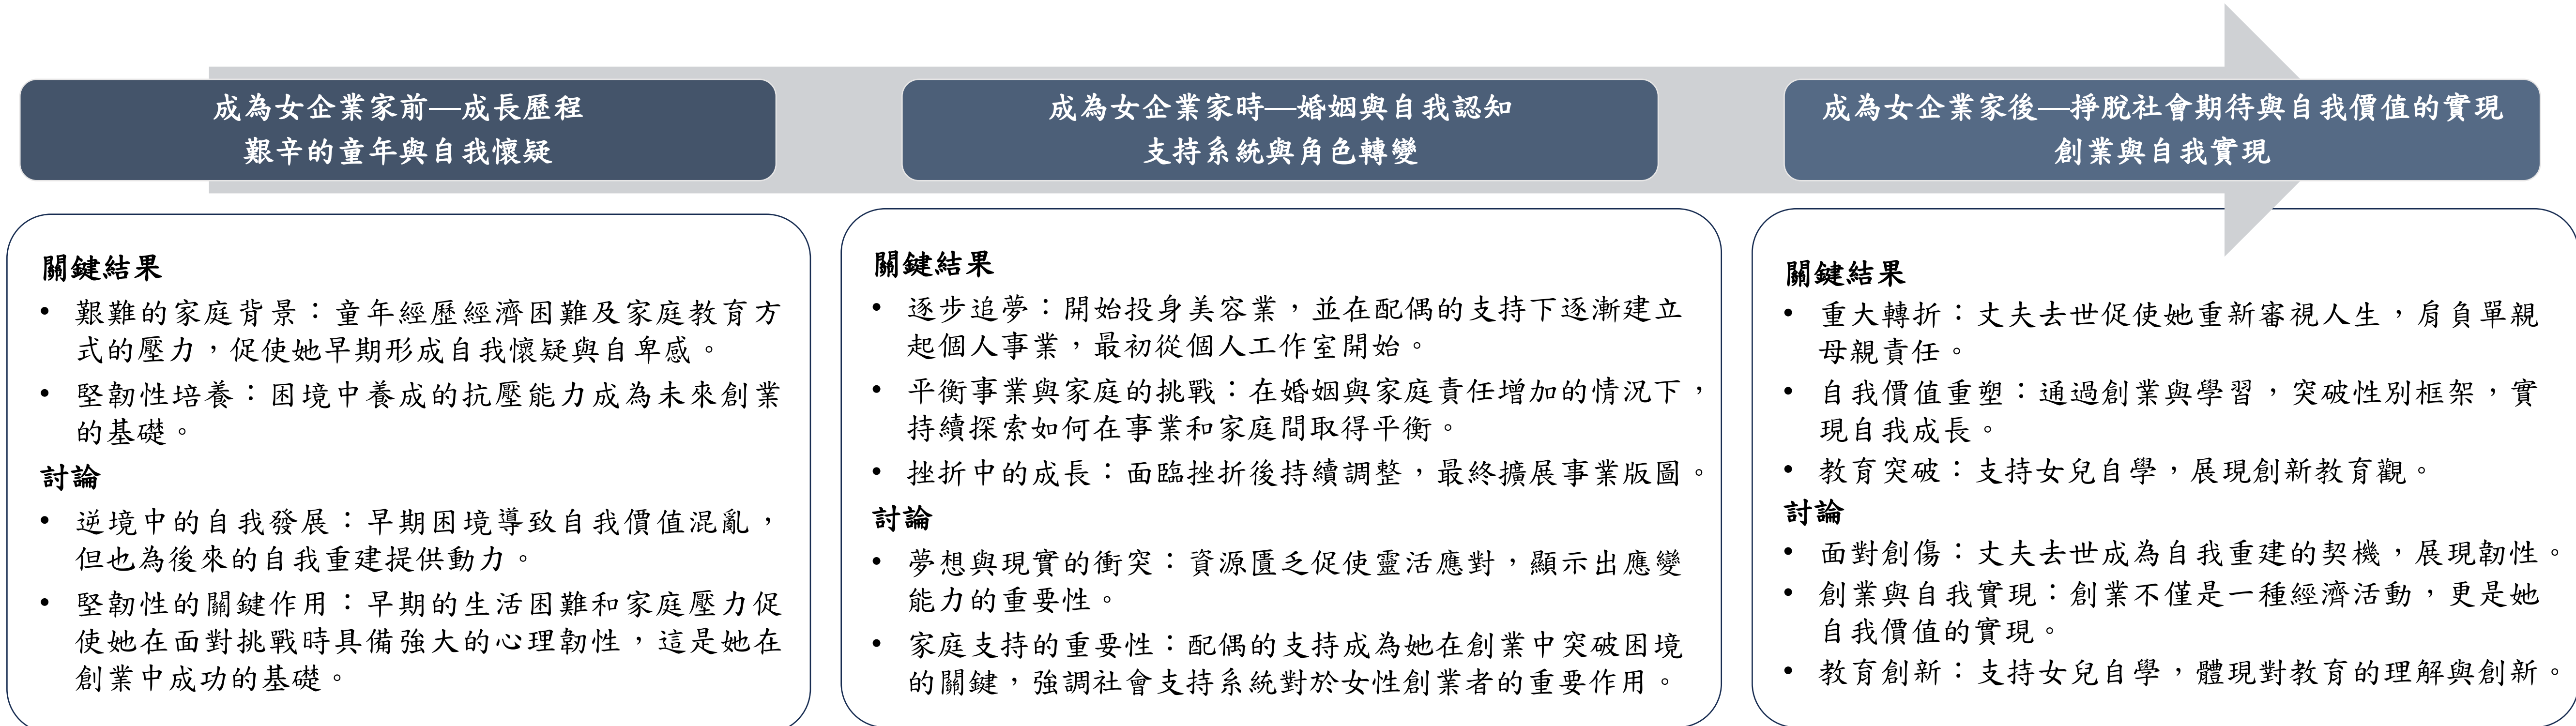 成為女企業家前—成長歷程
艱辛的童年與自我懷疑
關鍵結果
• 艱難的家庭背景：童年經歷經濟困難及家庭教育方
式的壓力，促使她早期形成自我懷疑與自卑感。
• 堅韌性培養：困境中養成的抗壓能力成為未來創業
的基礎。
討論
• 逆境中的自我發展：早期困境導致自我價值混亂，
但也為後來的自我重建提供動力。
• 堅韌性的關鍵作用：早期的生活困難和家庭壓力促
使她在面對挑戰時具備強大的心理韌性，這是她在
創業中成功的基礎。
成為女企業家時—婚姻與自我認知
支持系統與角色轉變
關鍵結果
• 逐步追夢：開始投身美容業，並在配偶的支持下逐漸建立
起個人事業，最初從個人工作室開始。
• 平衡事業與家庭的挑戰：在婚姻與家庭責任增加的情況下，
持續探索如何在事業和家庭間取得平衡。
• 挫折中的成長：面臨挫折後持續調整，最終擴展事業版圖。
討論
• 夢想與現實的衝突：資源匱乏促使靈活應對，顯示出應變
能力的重要性。
• 家庭支持的重要性：配偶的支持成為她在創業中突破困境
的關鍵，強調社會支持系統對於女性創業者的重要作用。
成為女企業家後—掙脫社會期待與自我價值的實現
創業與自我實現
關鍵結果
• 重大轉折：丈夫去世促使她重新審視人生，肩負單親
母親責任。
• 自我價值重塑：通過創業與學習，突破性別框架，實
現自我成長。
• 教育突破：支持女兒自學，展現創新教育觀。
討論
• 面對創傷：丈夫去世成為自我重建的契機，展現韌性。
• 創業與自我實現：創業不僅是一種經濟活動，更是她
自我價值的實現。
• 教育創新：支持女兒自學，體現對教育的理解與創新。